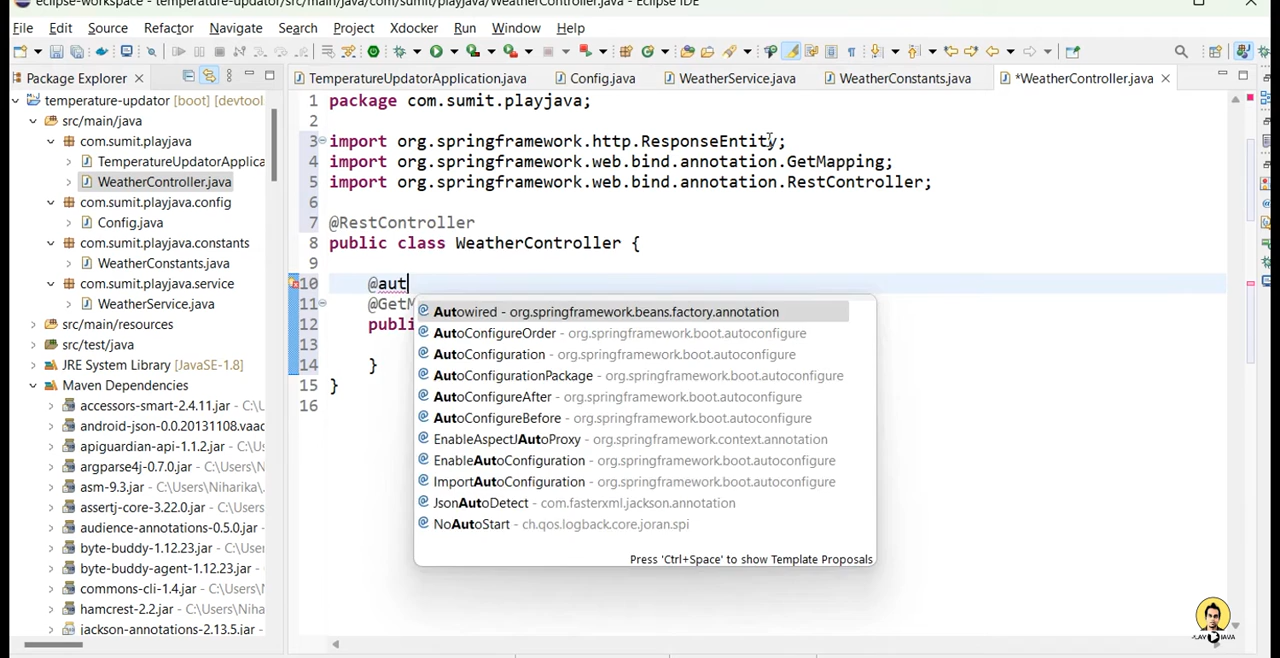 eclipse-workspace - temperature-updator/src/main/java/com/sumit/playjava/WeatherController.java - Eclipse IDE
File Edit Source Refactor Navigate Search Project Xdocker Run Window Help
Package Explorer
TemperatureUpdatorApplication.java Config.java WeatherService.java WeatherConstants.java *WeatherController.java
temperature-updator [boot] [devtool
src/main/java
com.sumit.playjava
TemperatureUpdatorApplica
WeatherController.java
com.sumit.playjava.config
Config.java
com.sumit.playjava.constants
WeatherConstants.java
com.sumit.playjava.service
WeatherService.java
src/main/resources
src/test/java
JRE System Library [JavaSE-1.8]
Maven Dependencies
accessors-smart-2.4.11.jar - C:\U
android-json-0.0.20131108.vaac
apiguardian-api-1.1.2.jar - C:\Us
argparse4j-0.7.0.jar - C:\Users\N
asm-9.3.jar - C:\Users\Niharika\
assertj-core-3.22.0.jar - C:\Users
audience-annotations-0.5.0.jar -
byte-buddy-1.12.23.jar - C:\User
byte-buddy-agent-1.12.23.jar - C
commons-cli-1.4.jar - C:\Users\
hamcrest-2.2.jar - C:\Users\Niha
jackson-annotations-2.13.5.jar -
1 package com.sumit.playjava;
2
3 import org.springframework.http.ResponseEntity;
4 import org.springframework.web.bind.annotation.GetMapping;
5 import org.springframework.web.bind.annotation.RestController;
6
7 @RestController
8 public class WeatherController {
9
10 @aut
11 @GetM
12 publi
13
14 }
15 }
16
Autowired - org.springframework.beans.factory.annotation
AutoConfigureOrder - org.springframework.boot.autoconfigure
AutoConfiguration - org.springframework.boot.autoconfigure
AutoConfigurationPackage - org.springframework.boot.autoconfigure
AutoConfigureAfter - org.springframework.boot.autoconfigure
AutoConfigureBefore - org.springframework.boot.autoconfigure
EnableAspectJAutoProxy - org.springframework.context.annotation
EnableAutoConfiguration - org.springframework.boot.autoconfigure
ImportAutoConfiguration - org.springframework.boot.autoconfigure
JsonAutoDetect - com.fasterxml.jackson.annotation
NoAutoStart - ch.qos.logback.core.joran.spi
Press 'Ctrl+Space' to show Template Proposals